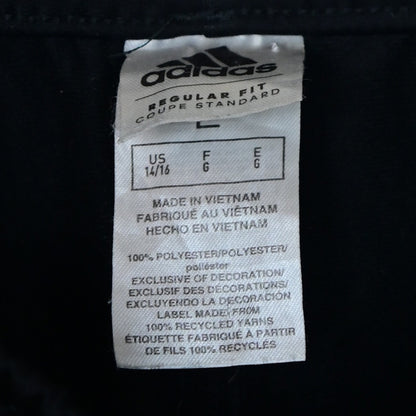 adidas
REGULAR FIT
COUPE STANDARD
L
US F E
14/16 G G
MADE IN VIETNAM
FABRIQUÉ AU VIÊTNAM
HECHO EN VIETNAM
100% POLYESTER/POLYESTER/
poliéster
EXCLUSIVE OF DECORATION/
EXCLUSIF DES DÉCORATIONS/
EXCLUYENDO LA DECORACIÓN
LABEL MADE FROM
100% RECYCLED YARNS
ÉTIQUETTE FABRIQUÉE À PARTIR
DE FILS 100% RECYCLÉS